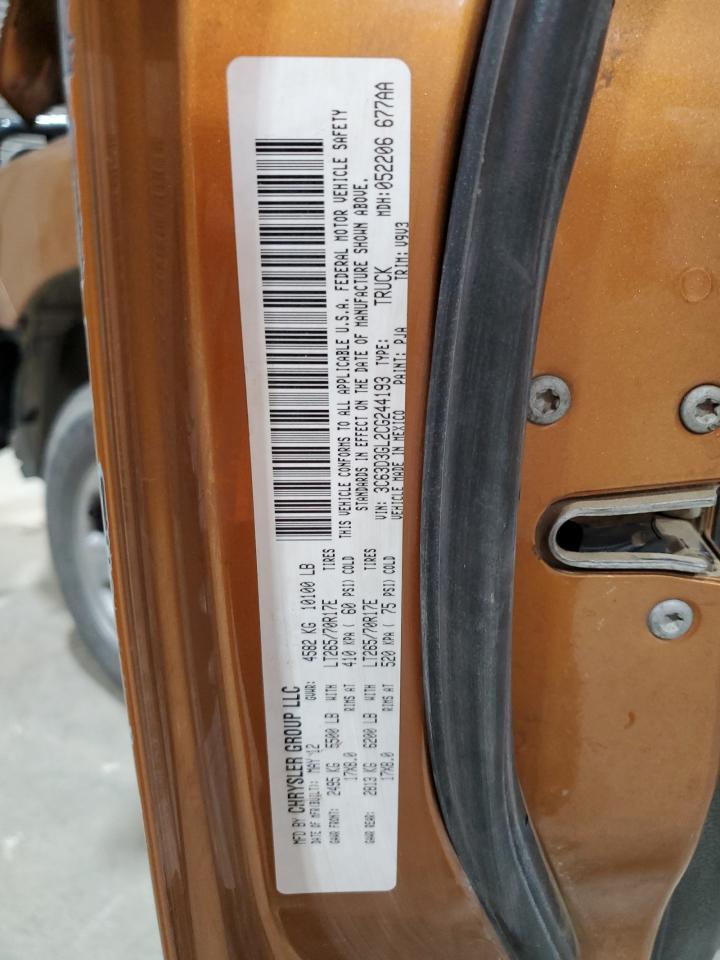 MFD BY CHRYSLER GROUP LLC
DATE OF MFR(BUILT): MAY 12 GVWR: 4582 KG 10100 LB
GAWR FRONT: 2495 KG 5500 LB WITH LT265/70R17E TIRES
17X8.0 RIMS AT 410 KPA( 60 PSI) COLD
GAWR REAR: 2813 KG 6200 LB WITH LT265/70R17E TIRES
17X8.0 RIMS AT 520 KPA( 75 PSI) COLD
THIS VEHICLE CONFORMS TO ALL APPLICABLE U.S.A. FEDERAL MOTOR VEHICLE SAFETY
STANDARDS IN EFFECT ON THE DATE OF MANUFACTURE SHOWN ABOVE.
VIN: 3C63D3GL2CG244193 TYPE: TRUCK MDH:052206 677AA
VEHICLE MADE IN MEXICO PAINT: PJA TRIM: V9V3